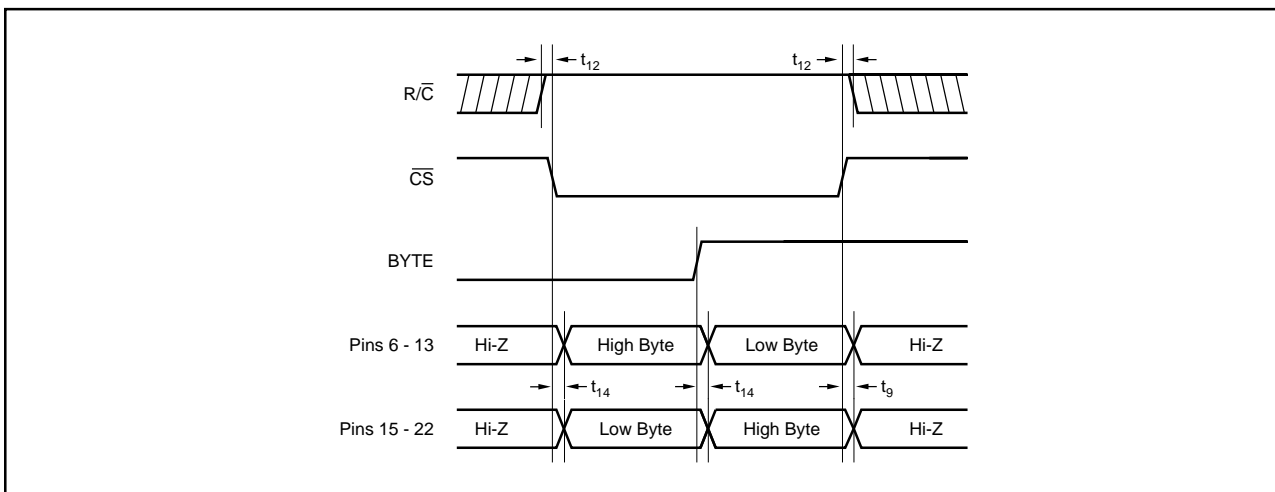 t12 t12
R/C̅
C̅S̅
BYTE
Pins 6 - 13 Hi-Z High Byte Low Byte Hi-Z
t14 t14 t9
Pins 15 - 22 Hi-Z Low Byte High Byte Hi-Z